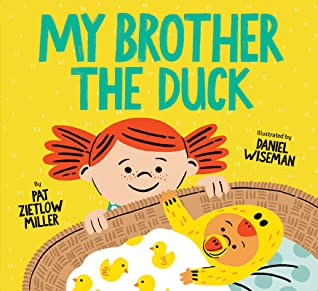 MY BROTHER
THE DUCK
Illustrated by
DANIEL
WISEMAN
By
PAT
ZIETLOW
MILLER